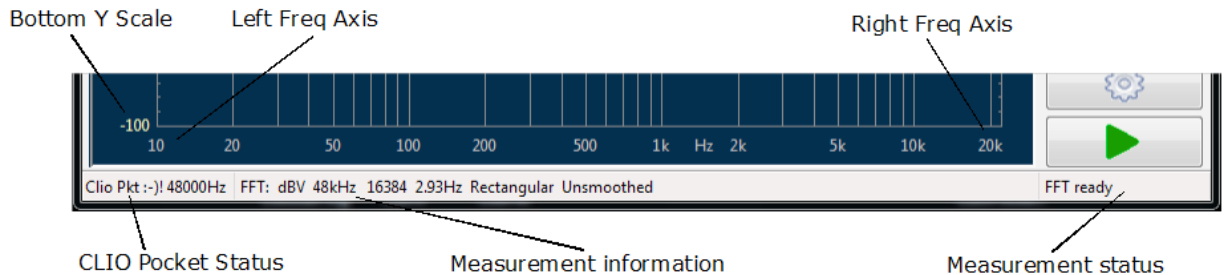 Bottom Y Scale Left Freq Axis Right Freq Axis
-100
10 20 50 100 200 500 1k Hz 2k 5k 10k 20k
Clio Pkt :-)! 48000Hz FFT: dBV 48kHz 16384 2.93Hz Rectangular Unsmoothed FFT ready
CLIO Pocket Status Measurement information Measurement status